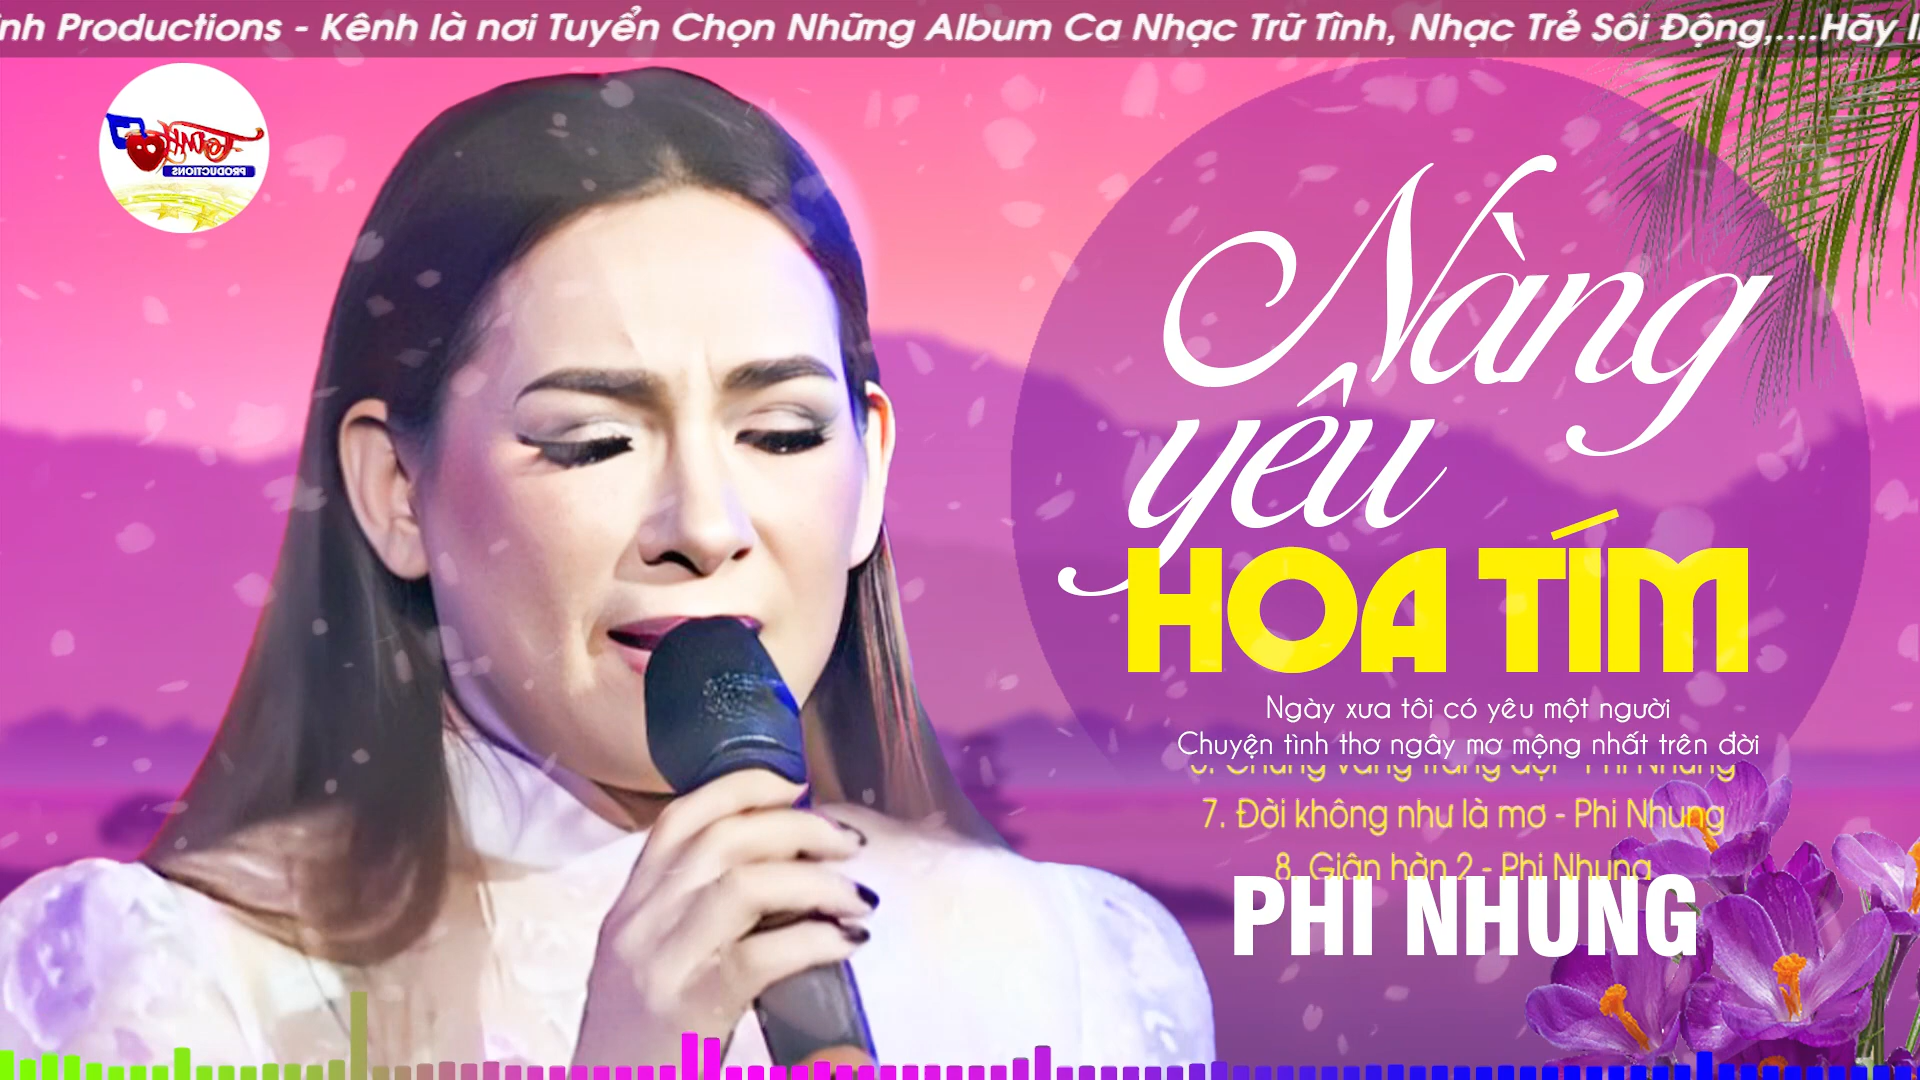 Productions - Kênh là nơi Tuyển Chọn Những Album Ca Nhạc Trữ Tình, Nhạc Trẻ Sôi Động,....Hãy
PRODUCTIONS
Nàng
yêu
HOA TÍM
Ngày xưa tôi có yêu một người
Chuyện tình thơ ngây mơ mộng nhất trên đời
7. Đời không như là mơ - Phi Nhung
8. Giận hờn 2 - Phi Nhung
PHI NHUNG